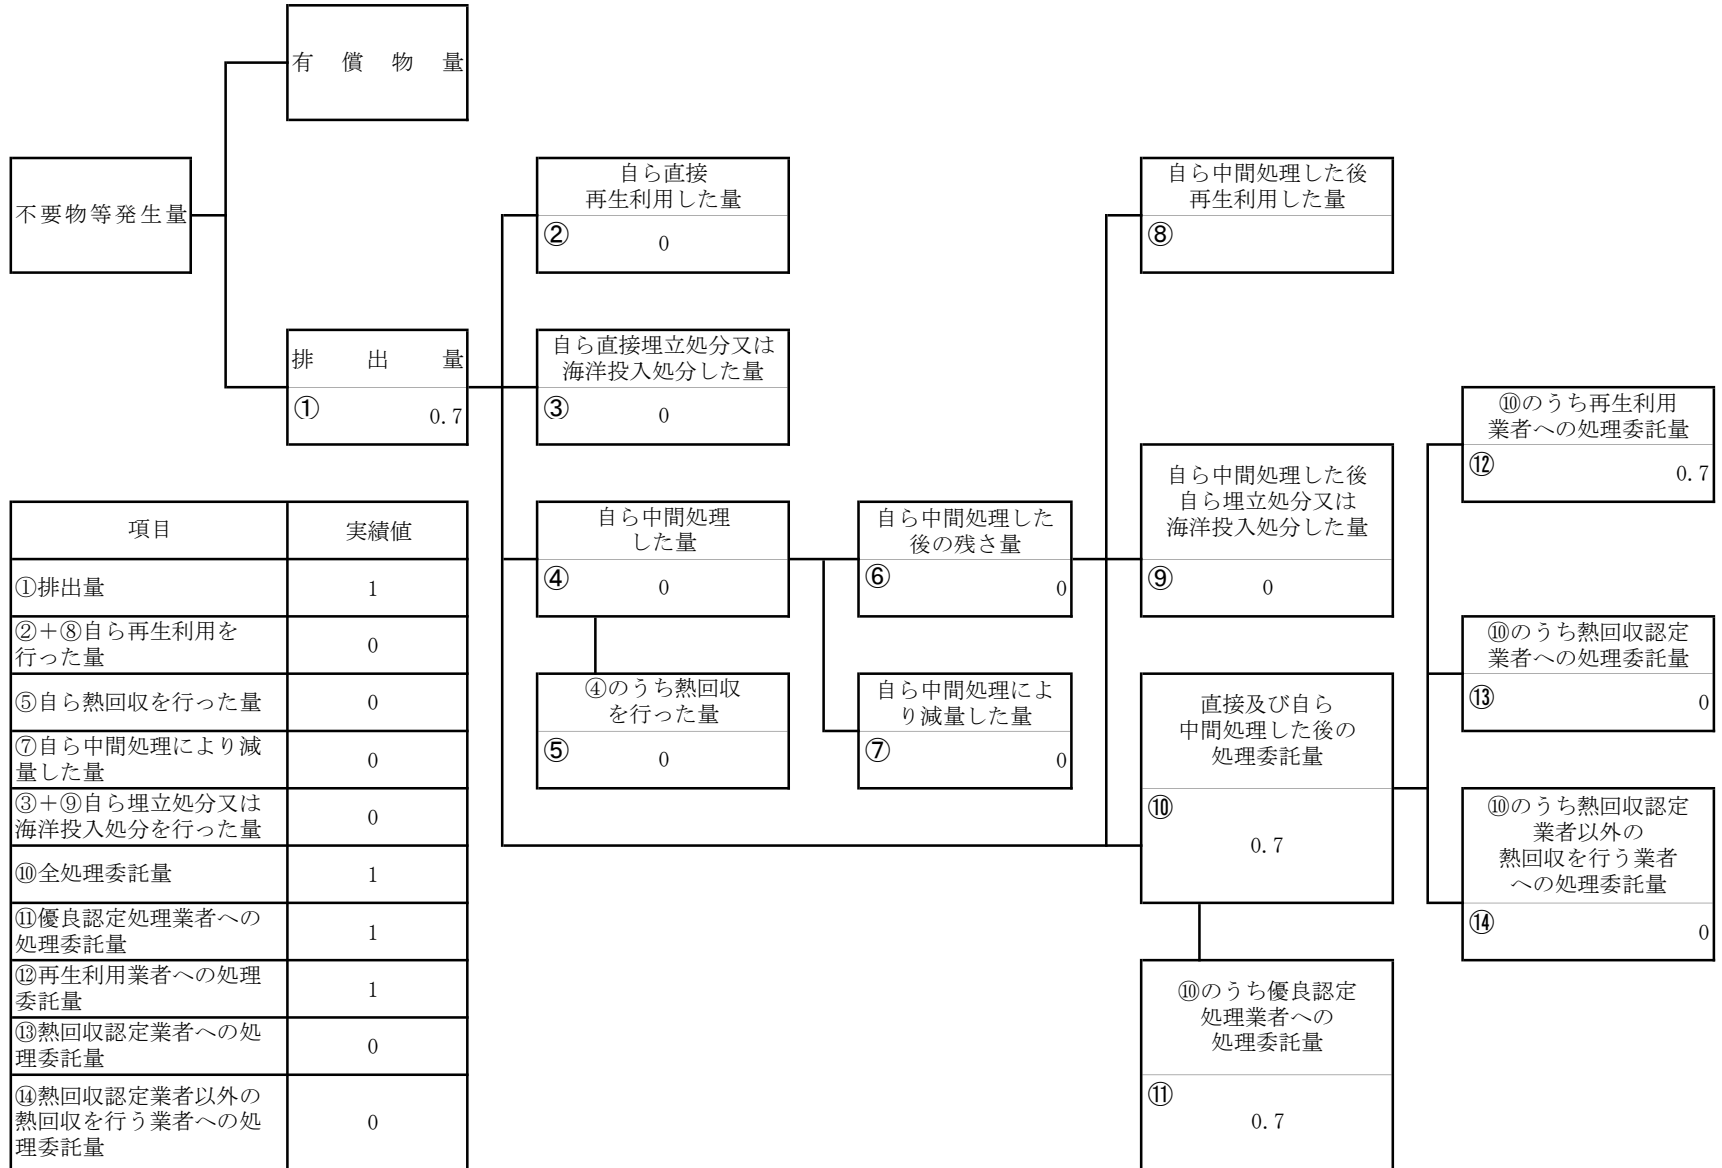 有償物量
不要物等発生量
自ら直接
再生利用した量
② 0
自ら中間処理した後
再生利用した量
⑧
排出量
① 0.7
自ら直接埋立処分又は
海洋投入処分した量
③ 0
⑩のうち再生利用
業者への処理委託量
⑫ 0.7
自ら中間処理
した量
④ 0
自ら中間処理した
後の残さ量
⑥ 0
自ら中間処理した後
自ら埋立処分又は
海洋投入処分した量
⑨ 0
⑩のうち熱回収認定
業者への処理委託量
⑬ 0
④のうち熱回収
を行った量
⑤ 0
自ら中間処理によ
り減量した量
⑦ 0
直接及び自ら
中間処理した後の
処理委託量
⑩
0.7
⑩のうち熱回収認定
業者以外の
熱回収を行う業者
への処理委託量
⑭ 0
⑩のうち優良認定
処理業者への
処理委託量
⑪
0.7
項目 実績値
①排出量 1
②+⑧自ら再生利用を
行った量 0
⑤自ら熱回収を行った量 0
⑦自ら中間処理により減
量した量 0
③+⑨自ら埋立処分又は
海洋投入処分を行った量 0
⑩全処理委託量 1
⑪優良認定処理業者への
処理委託量 1
⑫再生利用業者への処理
委託量 1
⑬熱回収認定業者への処
理委託量 0
⑭熱回収認定業者以外の
熱回収を行う業者への処 0
理委託量